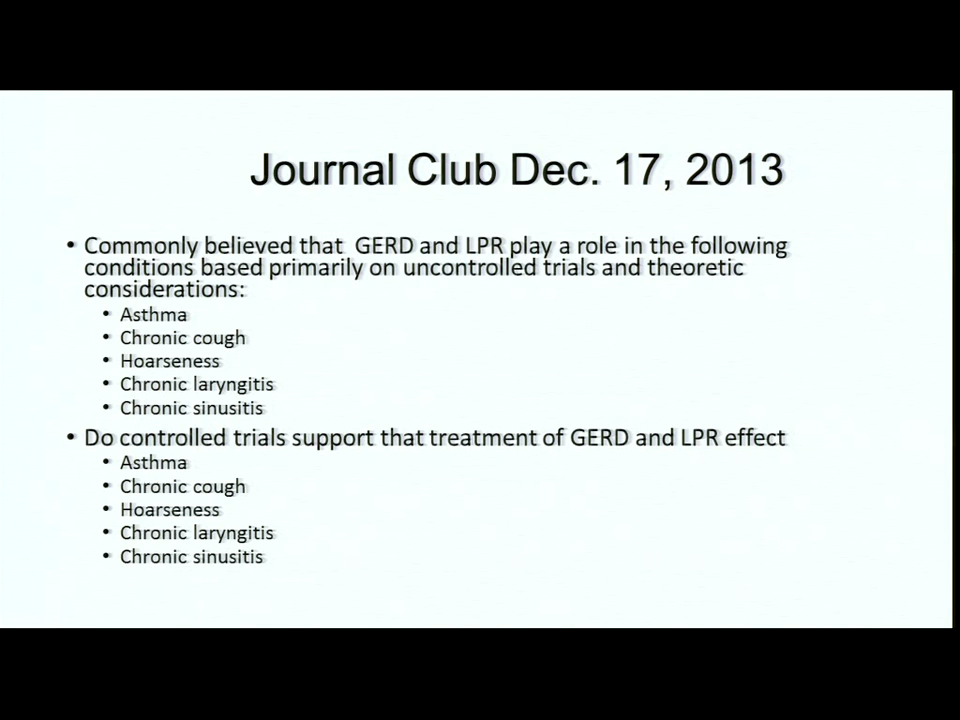 Journal Club Dec. 17, 2013
• Commonly believed that GERD and LPR play a role in the following
conditions based primarily on uncontrolled trials and theoretic
considerations:
• Asthma
• Chronic cough
• Hoarseness
• Chronic laryngitis
• Chronic sinusitis
• Do controlled trials support that treatment of GERD and LPR effect
• Asthma
• Chronic cough
• Hoarseness
• Chronic laryngitis
• Chronic sinusitis